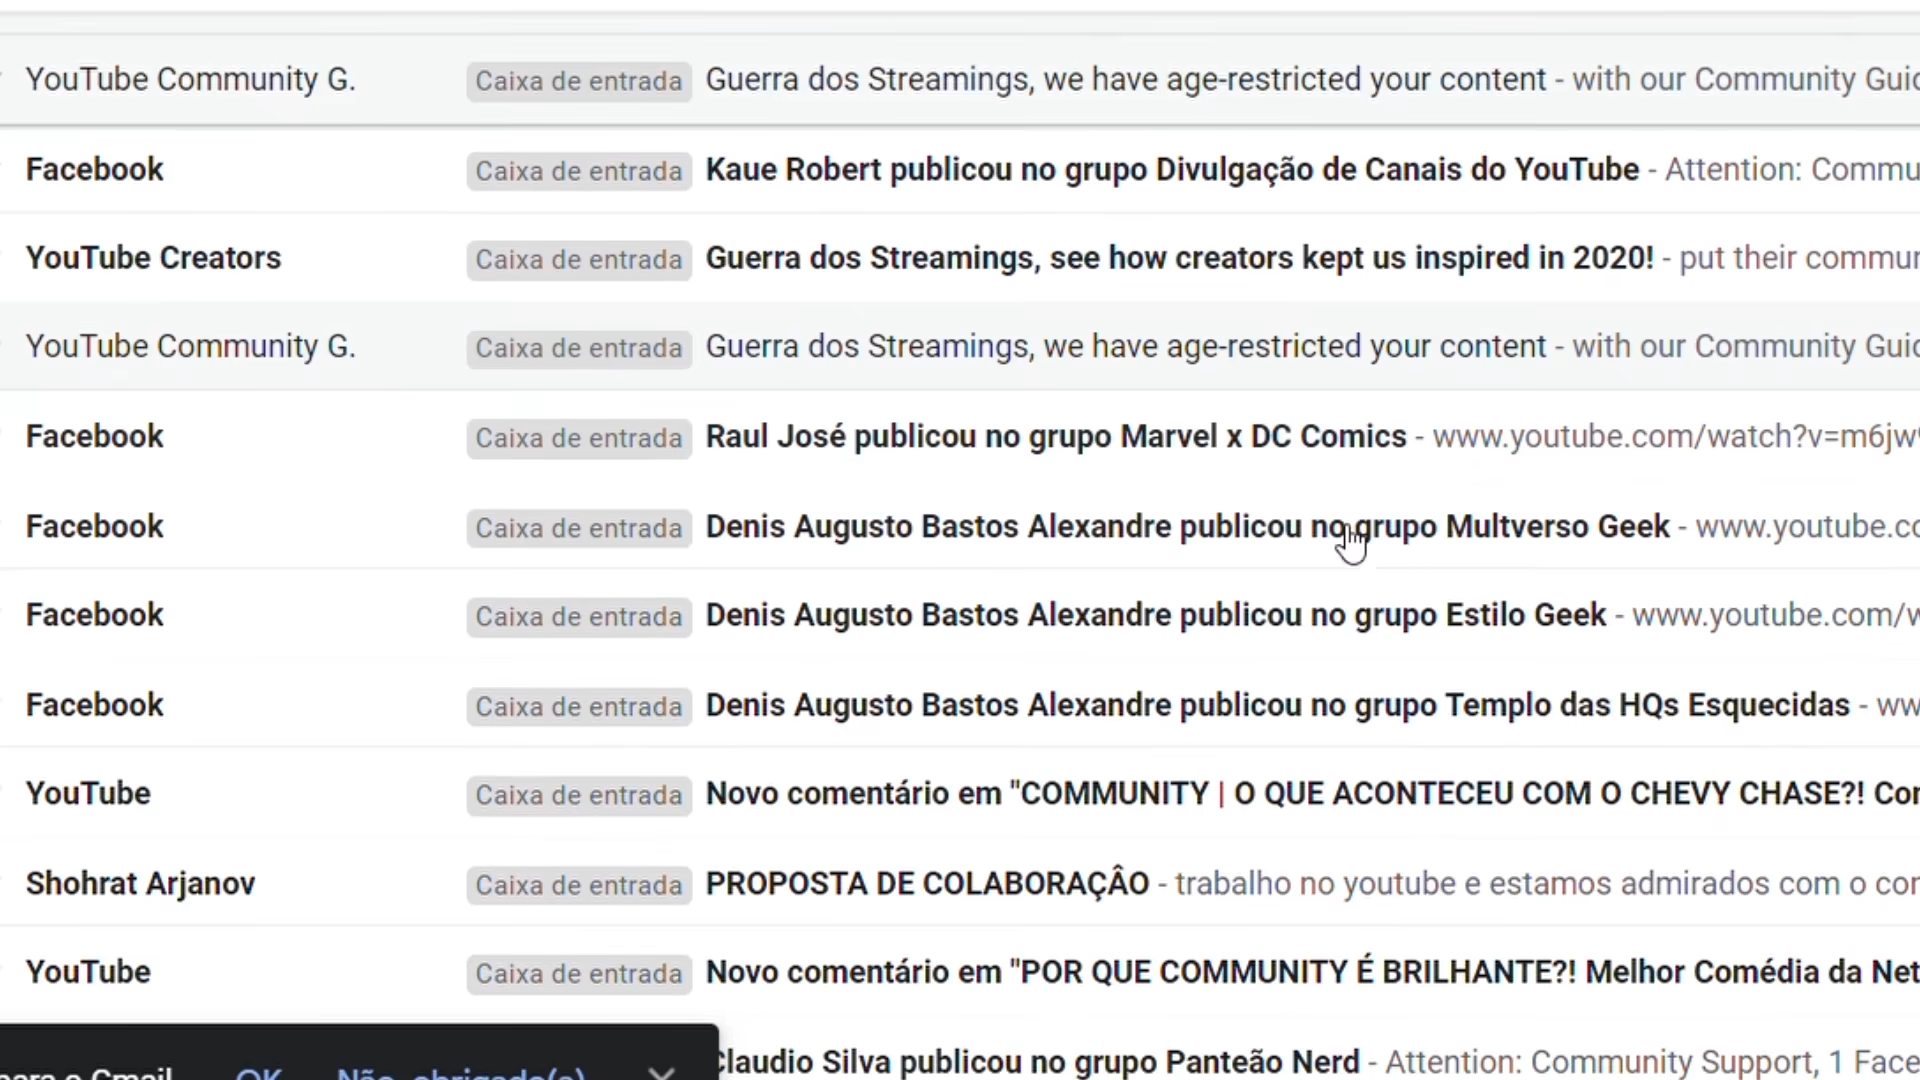 YouTube Community G. Caixa de entrada Guerra dos Streamings, we have age-restricted your content - with our Community
Facebook Caixa de entrada Kaue Robert publicou no grupo Divulgação de Canais do YouTube - Attention:
YouTube Creators Caixa de entrada Guerra dos Streamings, see how creators kept us inspired in 2020! - put their
YouTube Community G. Caixa de entrada Guerra dos Streamings, we have age-restricted your content - with our Community
Facebook Caixa de entrada Raul José publicou no grupo Marvel x DC Comics - www.youtube.com/watch?v=m6jw
Facebook Caixa de entrada Denis Augusto Bastos Alexandre publicou no grupo Multverso Geek - www.youtube.c
Facebook Caixa de entrada Denis Augusto Bastos Alexandre publicou no grupo Estilo Geek - www.youtube.com/
Facebook Caixa de entrada Denis Augusto Bastos Alexandre publicou no grupo Templo das HQs Esquecidas -
YouTube Caixa de entrada Novo comentário em "COMMUNITY | O QUE ACONTECEU COM O CHEVY CHASE?!
Shohrat Arjanov Caixa de entrada PROPOSTA DE COLABORAÇÂO - trabalho no youtube e estamos admirados com o
YouTube Caixa de entrada Novo comentário em "POR QUE COMMUNITY É BRILHANTE?! Melhor Comédia da
para o Gmail OK Não, obrigado(a) Claudio Silva publicou no grupo Panteão Nerd - Attention: Community Support, 1